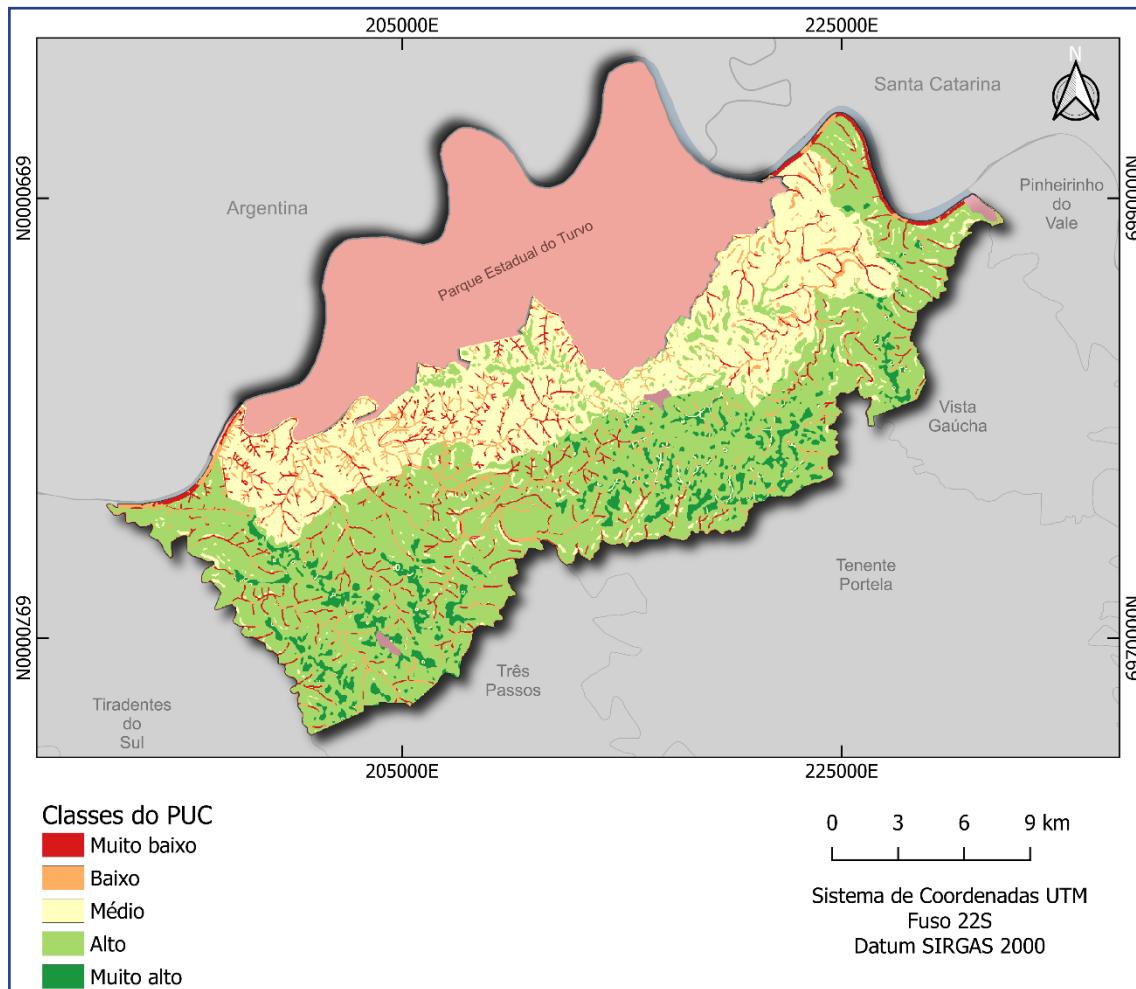 205000E
225000E
N
Santa Catarina
6990000N
Argentina
Pinheirinho
do
Vale
6990000N
Parque Estadual do Turvo
Vista
Gaúcha
Tenente
Portela
6970000N
6970000N
Três
Passos
Tiradentes
do
Sul
205000E
225000E
Classes do PUC
Muito baixo
Baixo
Médio
Alto
Muito alto
0 3 6 9 km
Sistema de Coordenadas UTM
Fuso 22S
Datum SIRGAS 2000